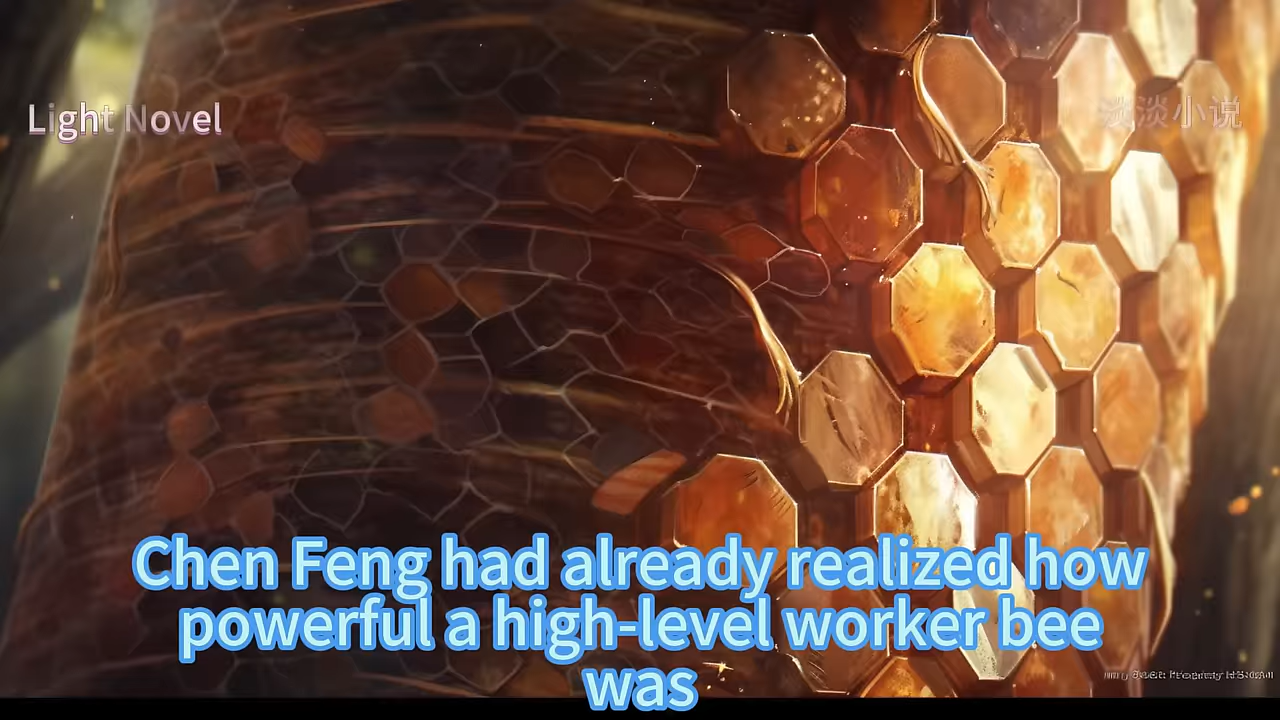 Light Novel
淡淡小说
Chen Feng had already realized how
powerful a high-level worker bee
was